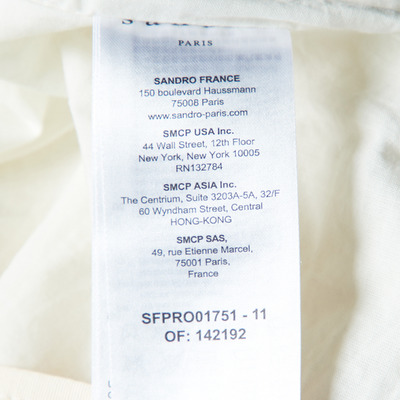 PARIS
SANDRO FRANCE
150 boulevard Haussmann
75008 Paris
www.sandro-paris.com
SMCP USA Inc.
44 Wall Street, 12th Floor
New York, New York 10005
RN132784
SMCP ASIA Inc.
The Centrium, Suite 3203A-5A, 32/F
60 Wyndham Street, Central
HONG-KONG
SMCP SAS,
49, rue Etienne Marcel,
75001 Paris,
France
SFPRO01751 - 11
OF: 142192